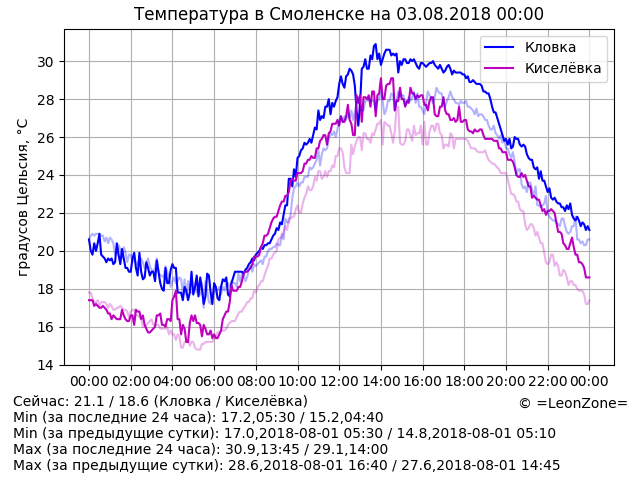 Температура в Смоленске на 03.08.2018 00:00
градусов Цельсия, °C
30
28
26
24
22
20
18
16
14
Кловка
Киселёвка
00:00 02:00 04:00 06:00 08:00 10:00 12:00 14:00 16:00 18:00 20:00 22:00 00:00
Сейчас: 21.1 / 18.6 (Кловка / Киселёвка)
© =LeonZone=
Min (за последние 24 часа): 17.2,05:30 / 15.2,04:40
Min (за предыдущие сутки): 17.0,2018-08-01 05:30 / 14.8,2018-08-01 05:10
Max (за последние 24 часа): 30.9,13:45 / 29.1,14:00
Max (за предыдущие сутки): 28.6,2018-08-01 16:40 / 27.6,2018-08-01 14:45